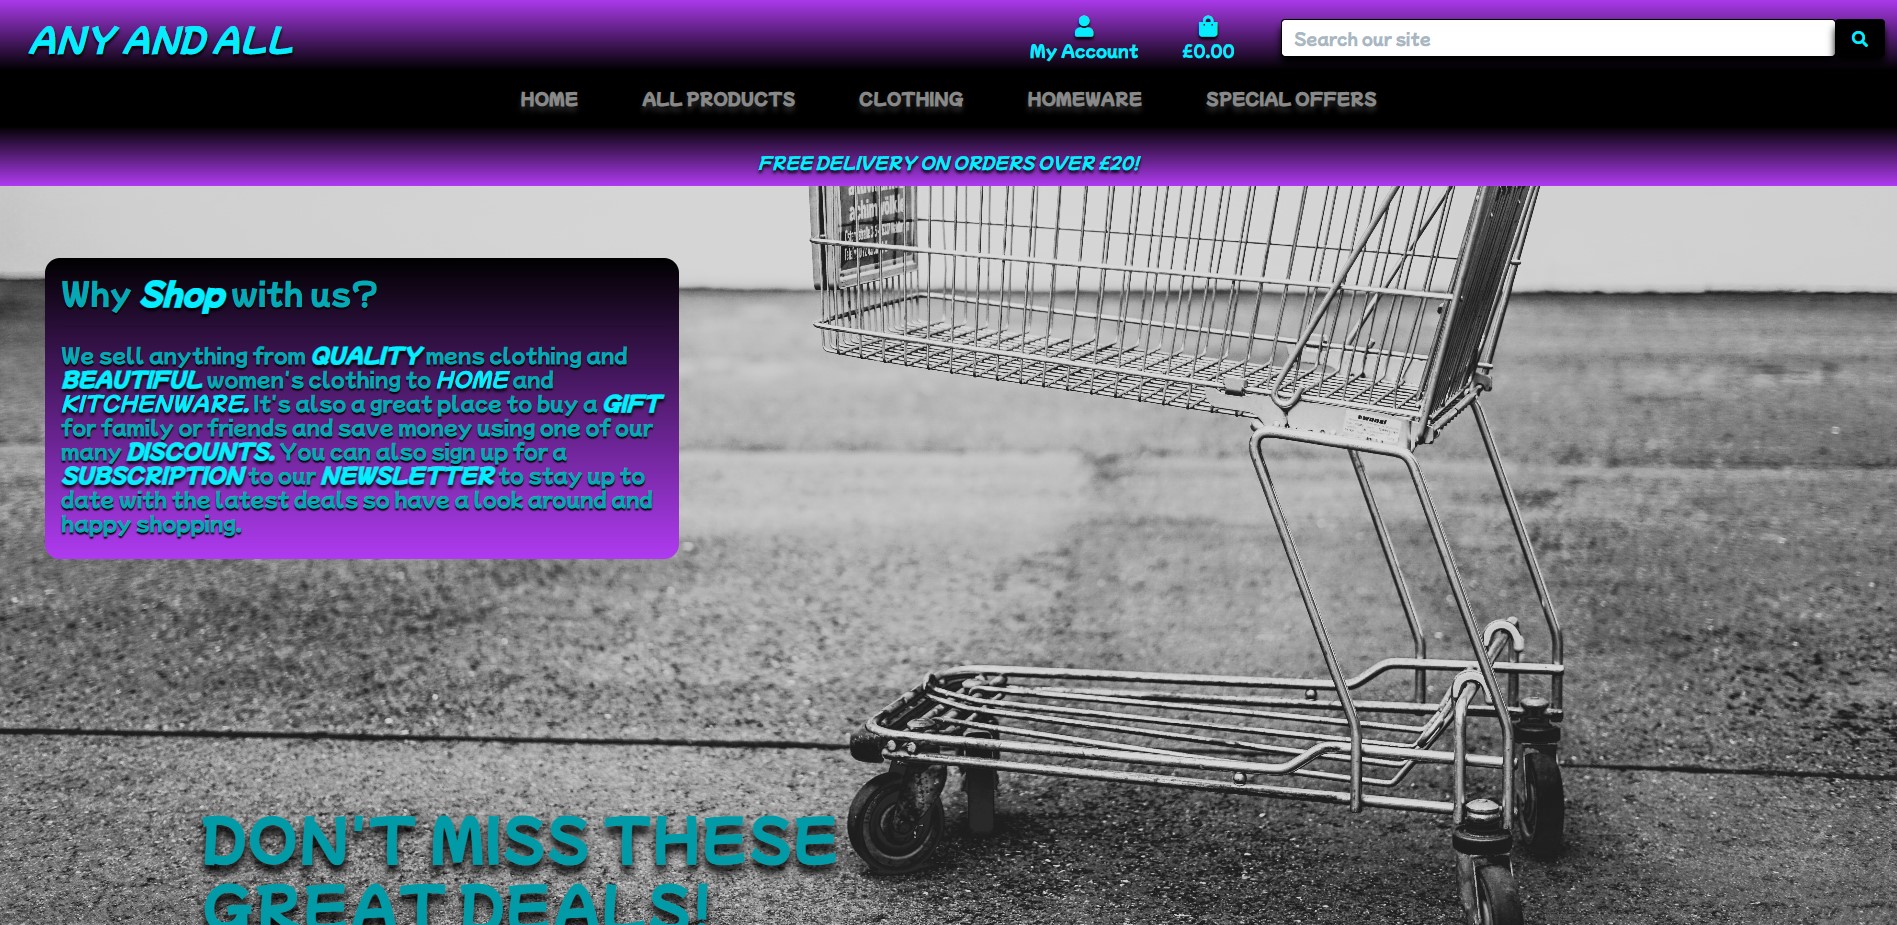 ANY AND ALL
My Account
£0.00
Search our site
HOME
ALL PRODUCTS
CLOTHING
HOMEWARE
SPECIAL OFFERS
FREE DELIVERY ON ORDERS OVER £20!
Why Shop with us?
We sell anything from QUALITY mens clothing and
BEAUTIFUL women's clothing to HOME and
KITCHENWARE. It's also a great place to buy a GIFT
for family or friends and save money using one of our
many DISCOUNTS. You can also sign up for a
SUBSCRIPTION to our NEWSLETTER to stay up to
date with the latest deals so have a look around and
happy shopping.
DON'T MISS THESE
GREAT DEALS!